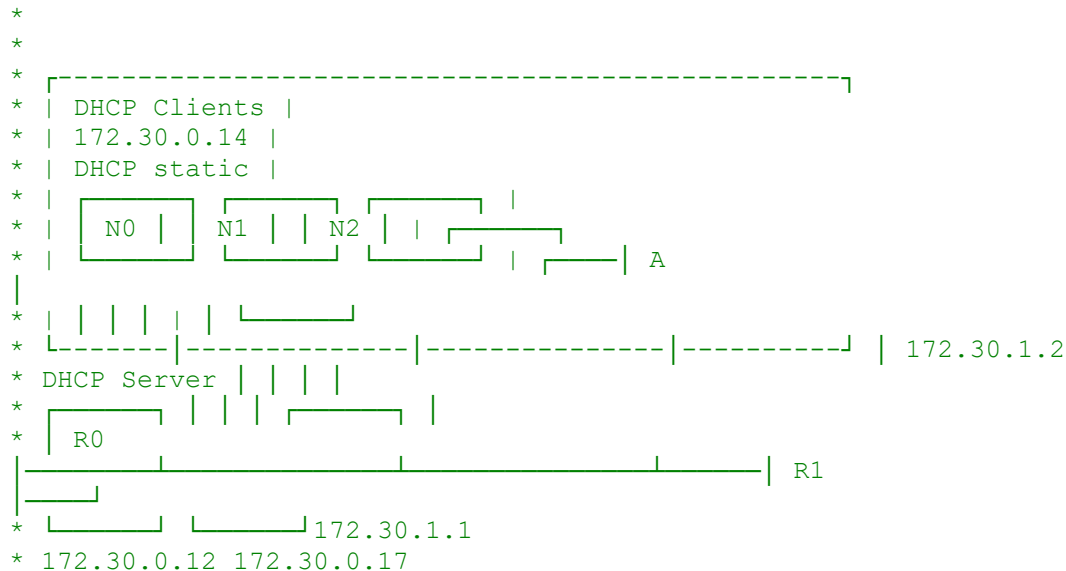 *
*
* ┌-------------------------------------------------┐
* | DHCP Clients |
* | 172.30.0.14 |
* | DHCP static |
* | ┌──────┐ ┌──────┐ ┌──────┐ |
* | │ N0 │ │ N1 │ │ N2 │ | ┌──────┐
* | └──────┘ └──────┘ └──────┘ | ┌────│ A
│
* | │ │ │ | │ └──────┘
* └-------│--------------│---------------│----------┘ │ 172.30.1.2
* DHCP Server │ │ │ │
* ┌──────┐ │ │ │ ┌──────┐ │
* │ R0
│────────┴──────────────┴───────────────┴──────│ R1
│────┘
* └──────┘ └──────┘172.30.1.1
* 172.30.0.12 172.30.0.17